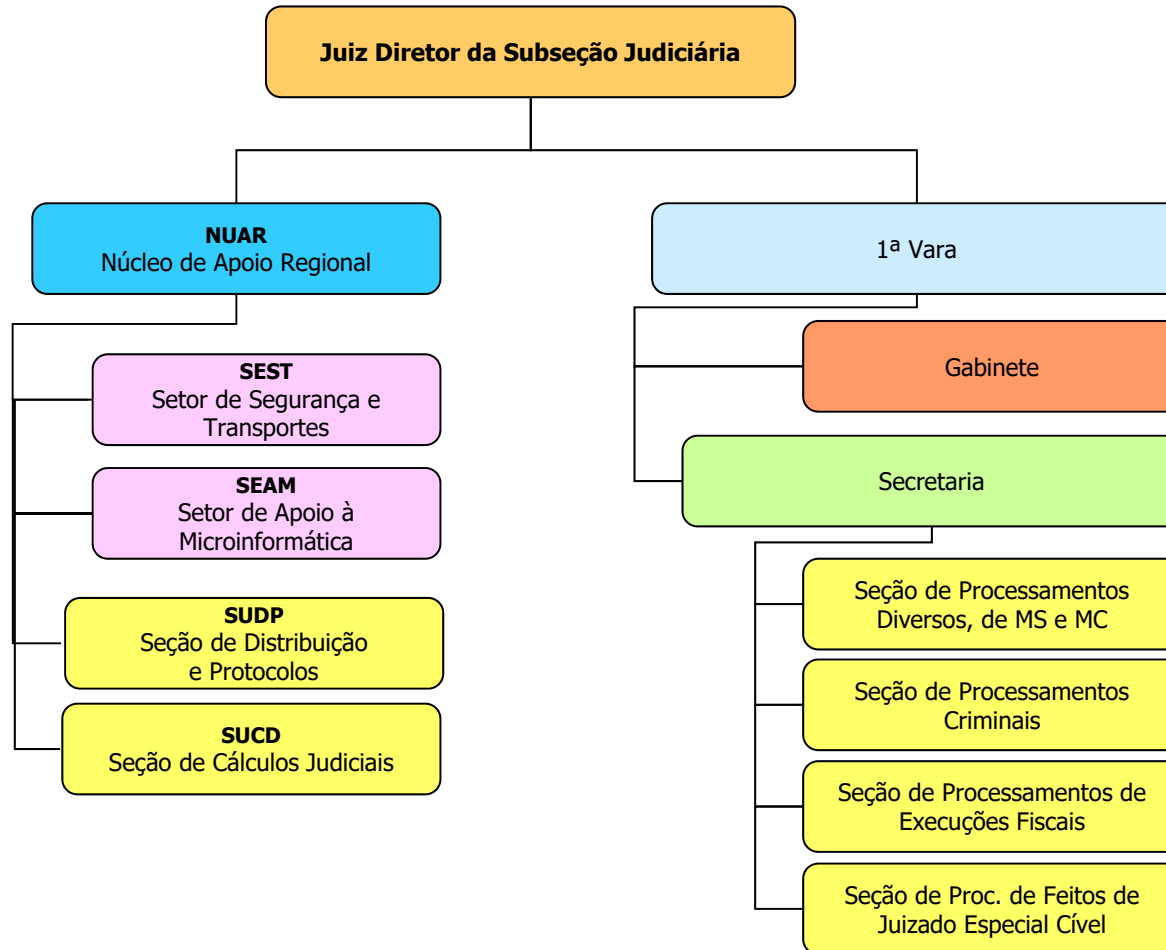 Juiz Diretor da Subseção Judiciária
NUAR
Núcleo de Apoio Regional
SEST
Setor de Segurança e
Transportes
SEAM
Setor de Apoio à
Microinformática
SUDP
Seção de Distribuição
e Protocolos
SUCD
Seção de Cálculos Judiciais
1ª Vara
Gabinete
Secretaria
Seção de Processamentos
Diversos, de MS e MC
Seção de Processamentos
Criminais
Seção de Processamentos de
Execuções Fiscais
Seção de Proc. de Feitos de
Juizado Especial Cível